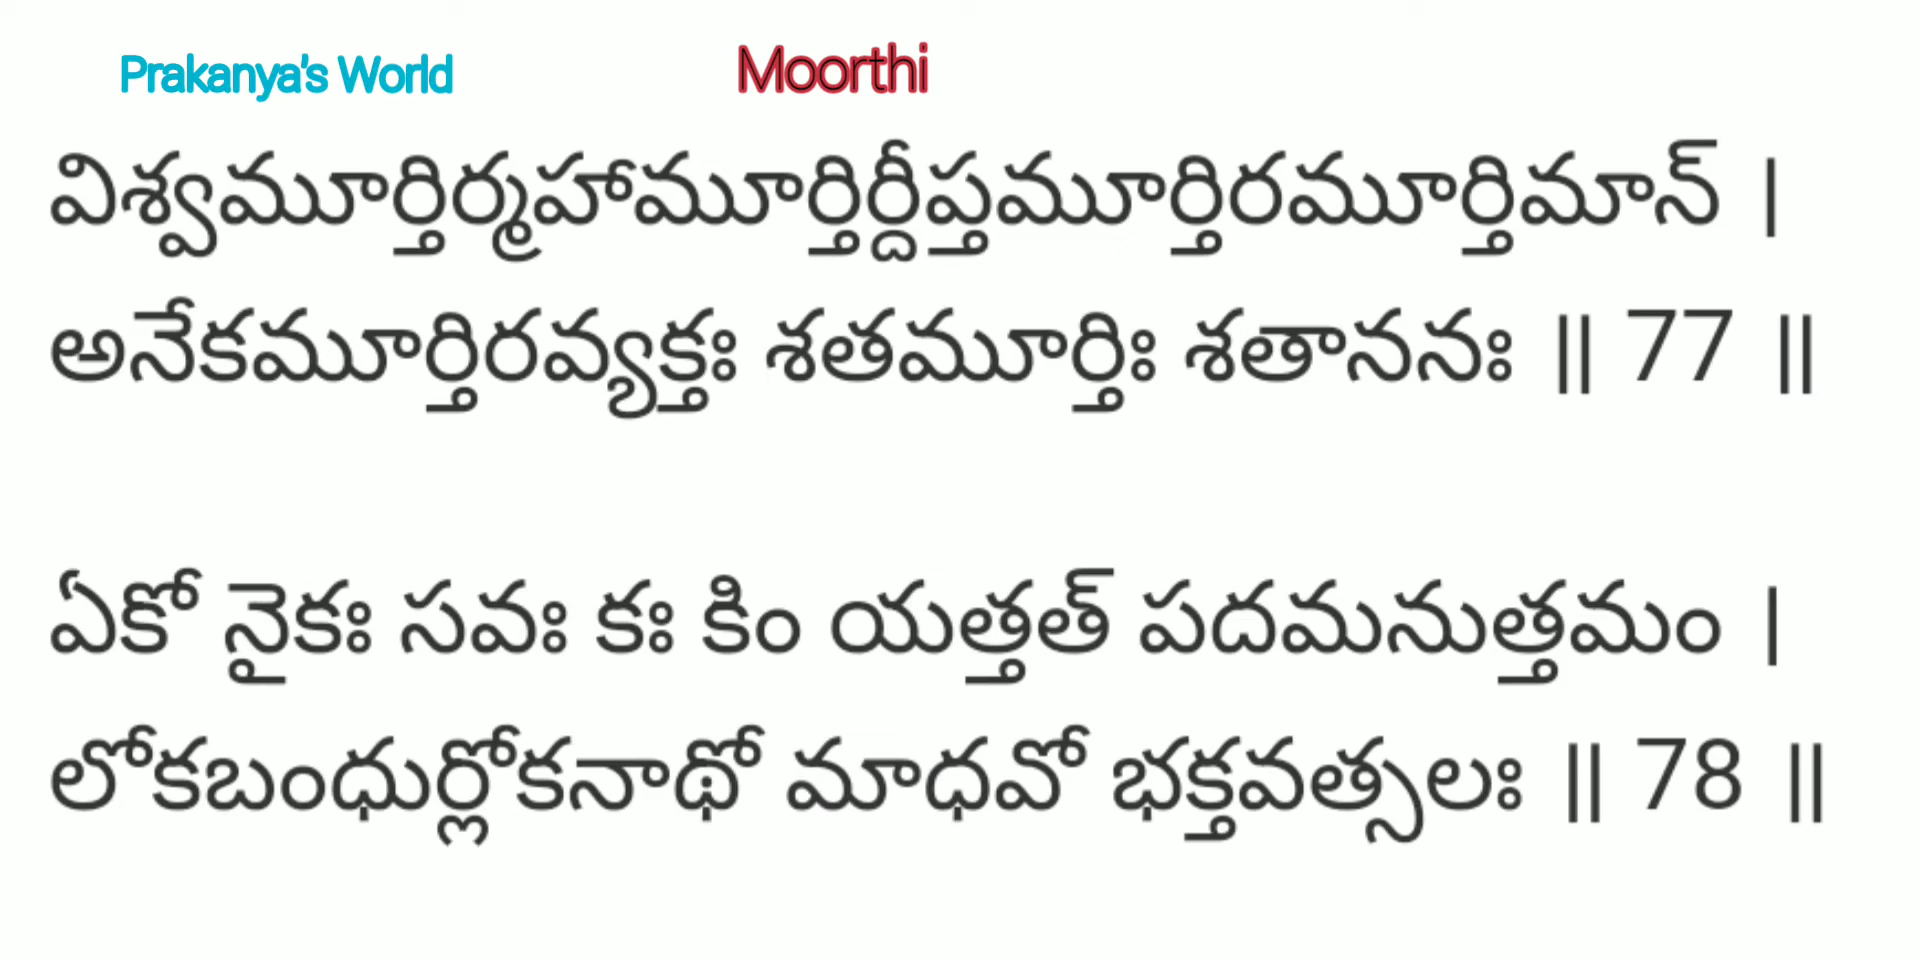 Prakanya's World Moorthi
విశ్వమూర్తిర్మహామూర్తిర్దీప్తమూర్తిరమూర్తిమాన్ |
అనేకమూర్తిరవ్యక్తః శతమూర్తిః శతాననః || 77 ||
ఏకో నైకః సవః కః కిం యత్తత్ పదమనుత్తమం |
లోకబంధుర్లోకనాథో మాధవో భక్తవత్సలః || 78 ||